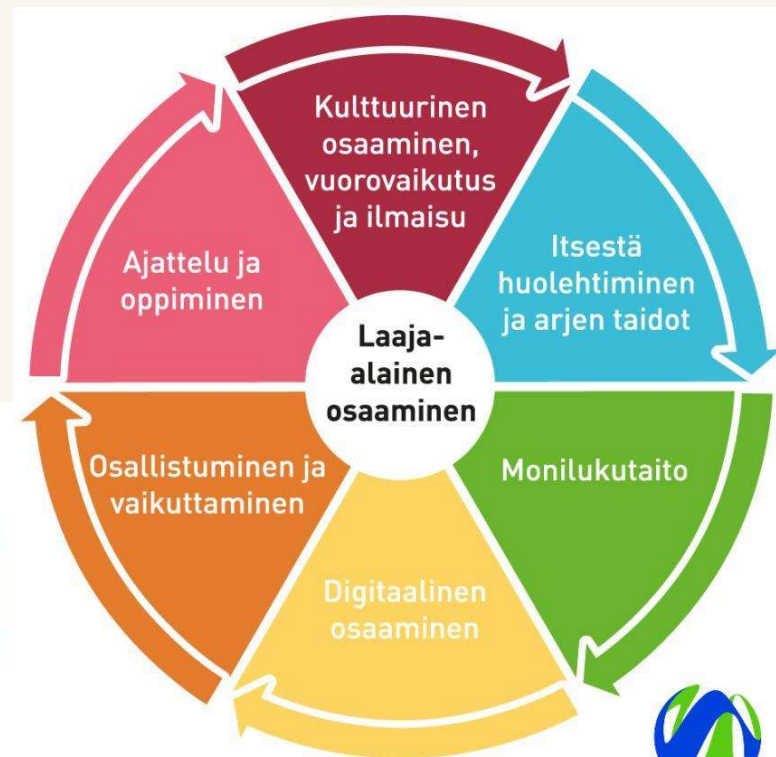 Kulttuurinen
osaaminen,
vuorovaikutus
ja ilmaisu
Itsestä
huolehtiminen
ja arjen taidot
Monilukutaito
Digitaalinen
osaaminen
Osallistuminen ja
vaikuttaminen
Ajattelu ja
oppiminen
Laaja-
alainen
osaaminen